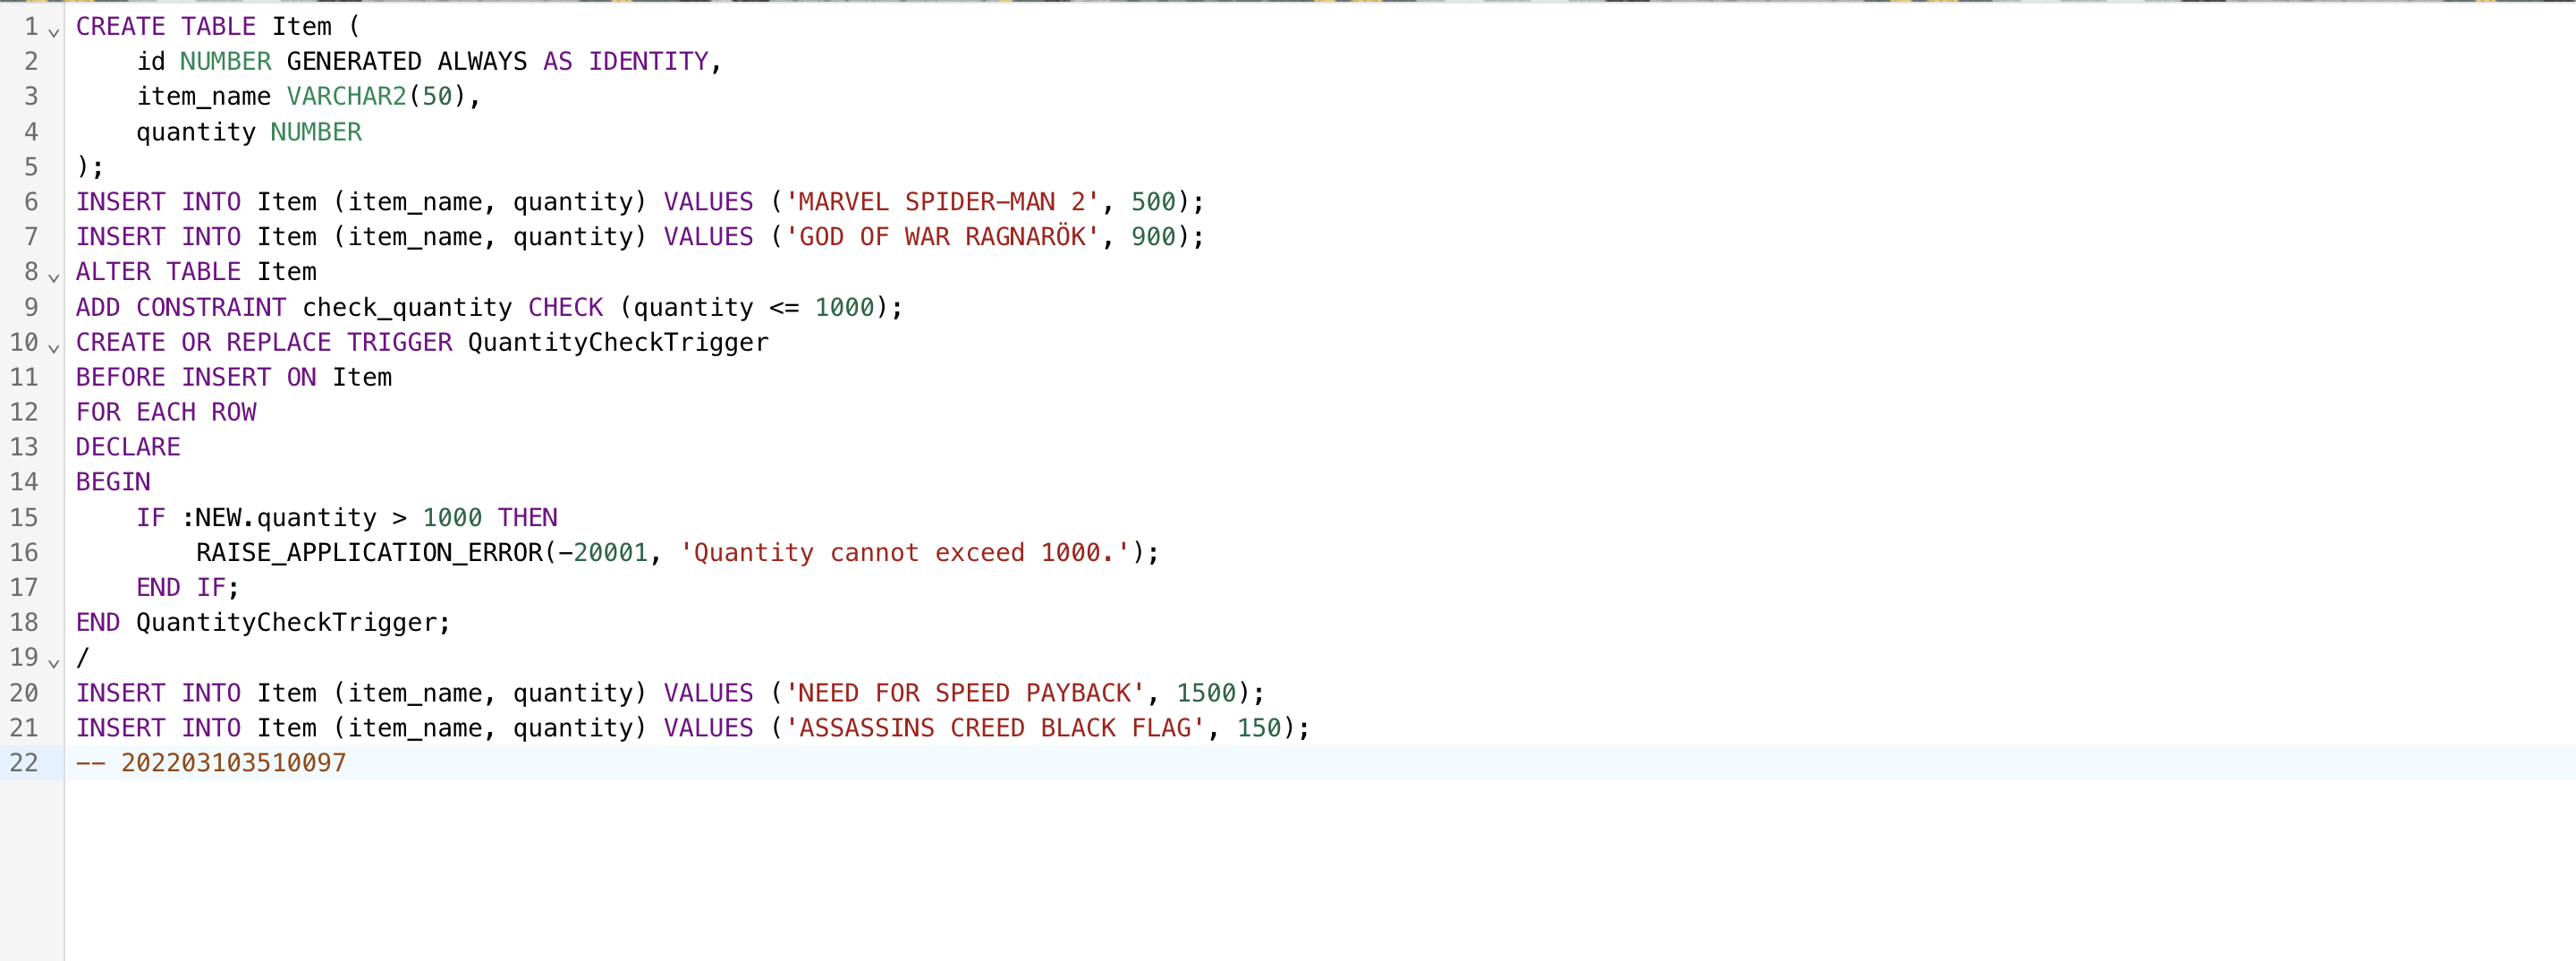 1 CREATE TABLE Item (
2     id NUMBER GENERATED ALWAYS AS IDENTITY,
3     item_name VARCHAR2(50),
4     quantity NUMBER
5 );
6 INSERT INTO Item (item_name, quantity) VALUES ('MARVEL SPIDER-MAN 2', 500);
7 INSERT INTO Item (item_name, quantity) VALUES ('GOD OF WAR RAGNARÖK', 900);
8 ALTER TABLE Item
9 ADD CONSTRAINT check_quantity CHECK (quantity <= 1000);
10 CREATE OR REPLACE TRIGGER QuantityCheckTrigger
11 BEFORE INSERT ON Item
12 FOR EACH ROW
13 DECLARE
14 BEGIN
15     IF :NEW.quantity > 1000 THEN
16         RAISE_APPLICATION_ERROR(-20001, 'Quantity cannot exceed 1000.');
17     END IF;
18 END QuantityCheckTrigger;
19 /
20 INSERT INTO Item (item_name, quantity) VALUES ('NEED FOR SPEED PAYBACK', 1500);
21 INSERT INTO Item (item_name, quantity) VALUES ('ASSASSINS CREED BLACK FLAG', 150);
22 -- 202203103510097